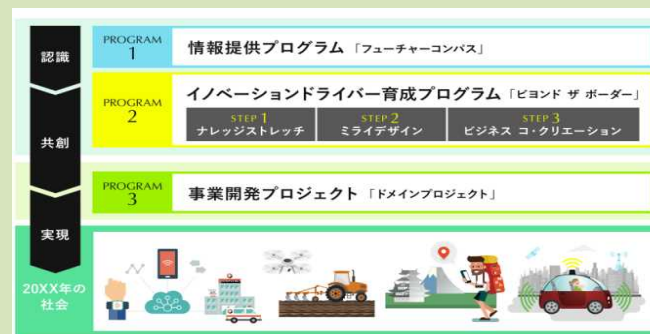 認識
PROGRAM
1
情報提供プログラム「フューチャーコンパス」
PROGRAM
2
イノベーションドライバー育成プログラム「ビヨンド ザ ボーダー」
STEP 1
ナレッジストレッチ
STEP 2
ミライデザイン
STEP 3
ビジネス コ・クリエーション
共創
PROGRAM
3
事業開発プロジェクト「ドメインプロジェクト」
実現
20XX年の
社会